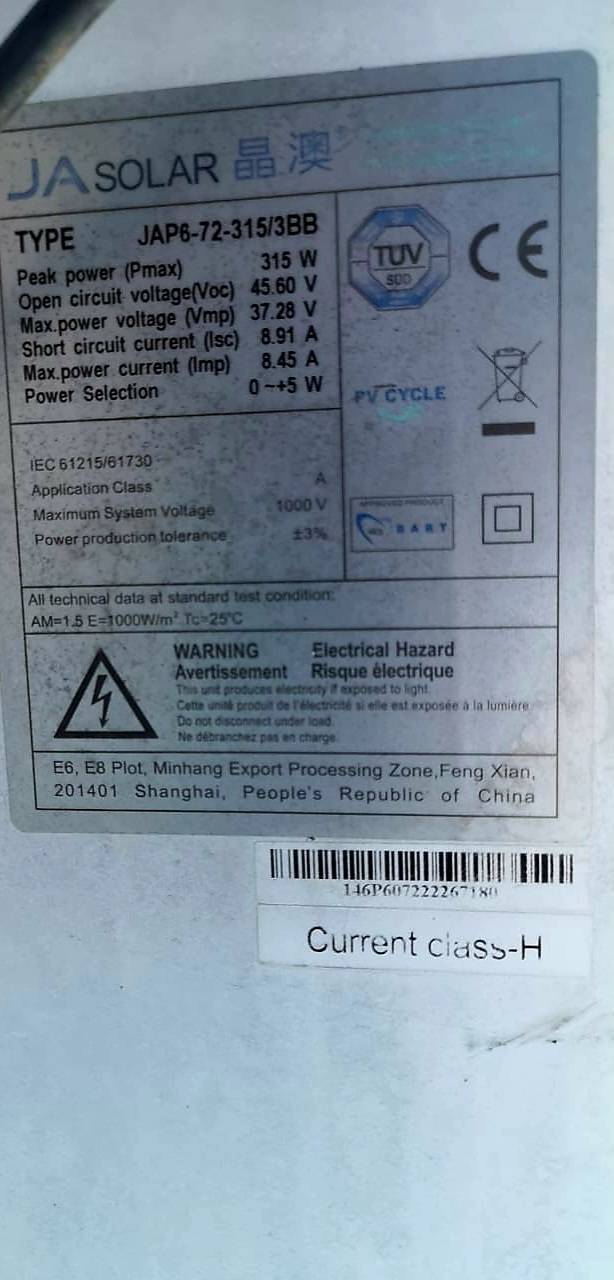 JA SOLAR 晶澳
TYPE JAP6-72-315/3BB
Peak power (Pmax) 315 W
Open circuit voltage(Voc) 45.60 V
Max.power voltage (Vmp) 37.28 V
Short circuit current (Isc) 8.91 A
Max.power current (Imp) 8.45 A
Power Selection 0~+5 W
TÜV
SÜD
CE
PV CYCLE
IEC 61215/61730
Application Class A
Maximum System Voltage 1000 V
Power production tolerance ±3%
APPROVED PRODUCT
BABT
All technical data at standard test condition:
AM=1.5 E=1000W/m² Tc=25°C
WARNING Electrical Hazard
Avertissement Risque électrique
This unit produces electricity if exposed to light.
Cette unité produit de l'électricité si elle est exposée à la lumière.
Do not disconnect under load.
Ne débranchez pas en charge.
E6, E8 Plot, Minhang Export Processing Zone,Feng Xian,
201401 Shanghai, People's Republic of China
146P607222267180
Current class-H